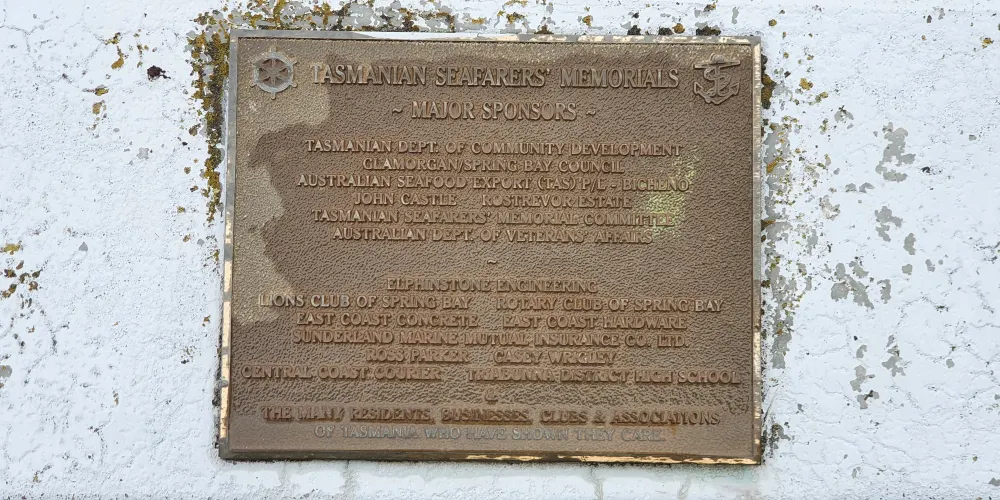 TASMANIAN SEAFARERS' MEMORIALS
~ MAJOR SPONSORS ~
TASMANIAN DEPT. OF COMMUNITY DEVELOPMENT
GLAMORGAN/SPRING BAY COUNCIL
AUSTRALIAN SEAFOOD EXPORT (TAS) P/L - BICHENO
JOHN CASTLE ROSTREVOR ESTATE
TASMANIAN SEAFARERS' MEMORIAL COMMITTEE
AUSTRALIAN DEPT. OF VETERANS' AFFAIRS
~
ELPHINSTONE ENGINEERING
LIONS CLUB OF SPRING BAY ROTARY CLUB OF SPRING BAY
EAST COAST CONCRETE EAST COAST HARDWARE
SUNDERLAND MARINE MUTUAL INSURANCE CO. LTD.
ROSS PARKER CASEY WRIGLEY
CENTRAL COAST COURIER TRIABUNNA DISTRICT HIGH SCHOOL
&
THE MANY RESIDENTS, BUSINESSES, CLUBS & ASSOCIATIONS
OF TASMANIA WHO HAVE SHOWN THEY CARE.